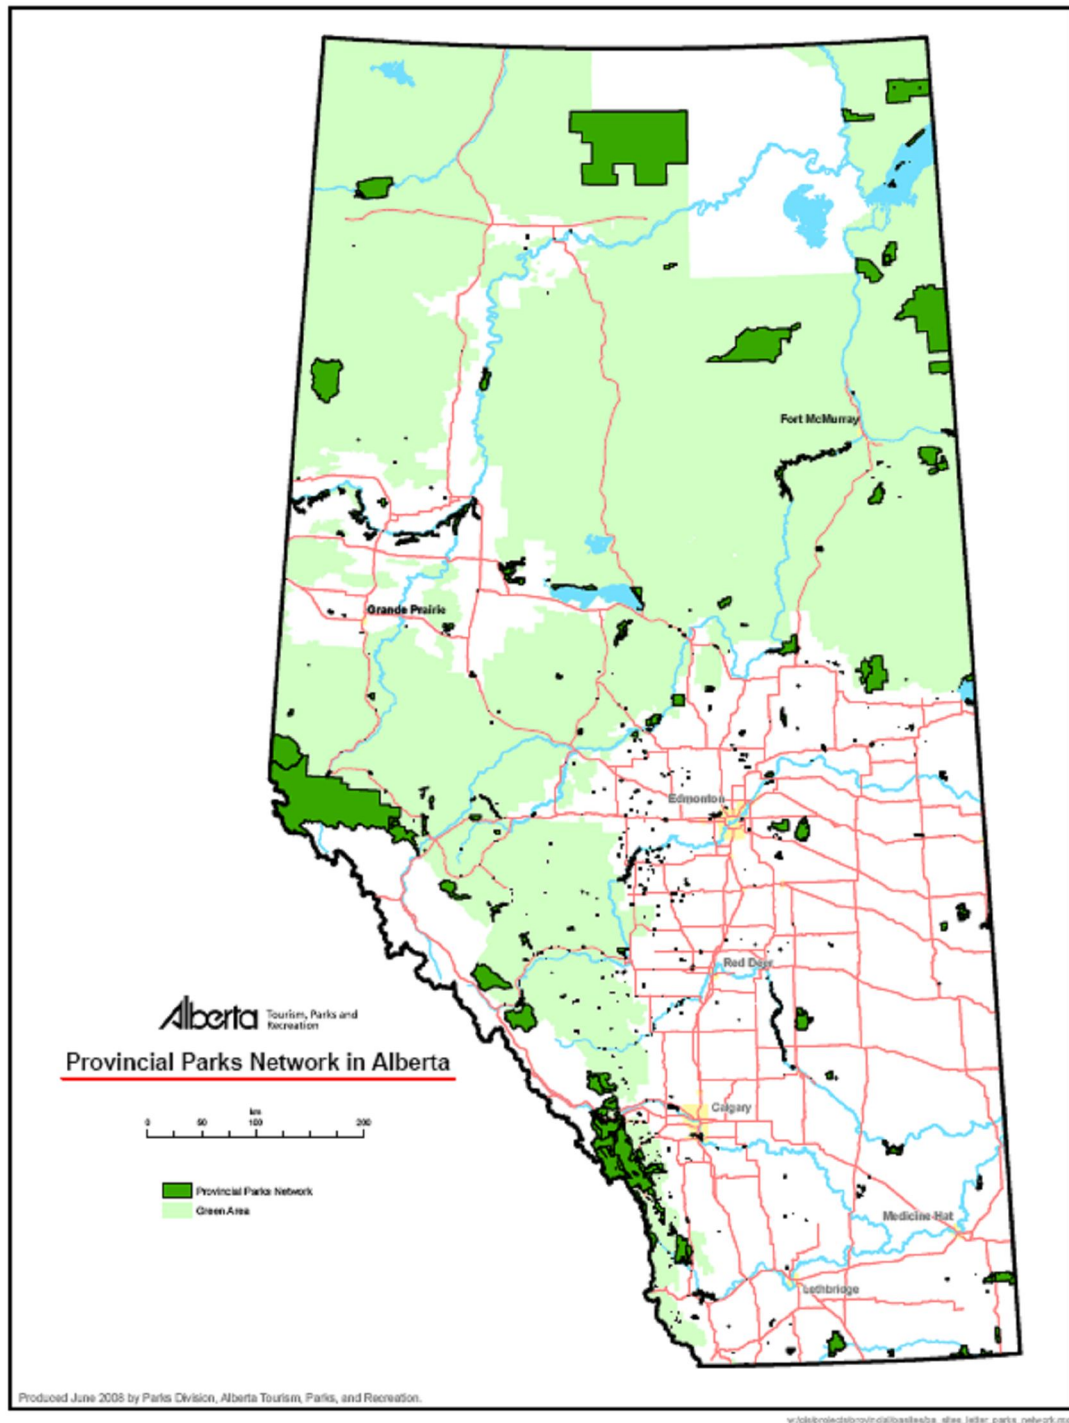 Fort McMurray
Grande Prairie
Edmonton
Red Deer
Alberta Tourism, Parks and
Recreation
Provincial Parks Network in Alberta
km
0 50 100 200
Calgary
Provincial Parks Network
Green Area
Medicine Hat
Lethbridge
Produced June 2008 by Parks Division, Alberta Tourism, Parks, and Recreation.